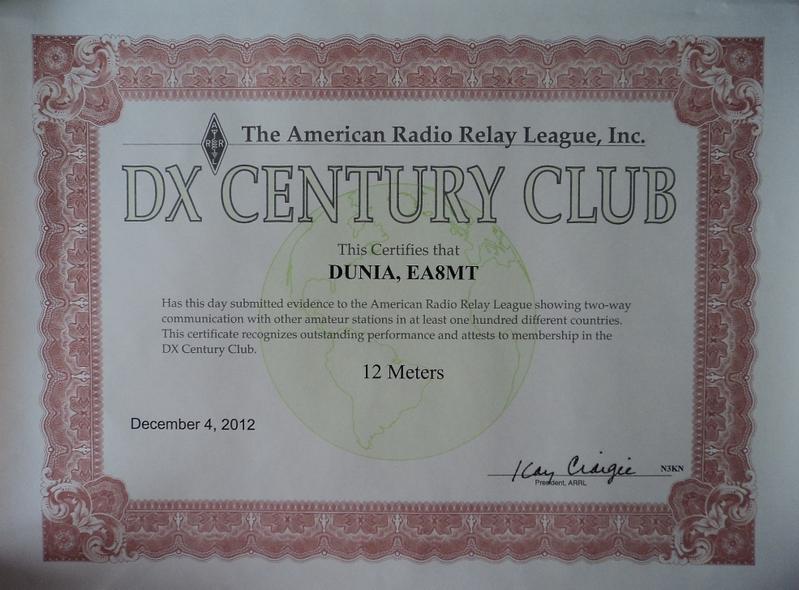 The American Radio Relay League, Inc.
A
R R E
L
DX CENTURY CLUB
This Certifies that
DUNIA, EA8MT
Has this day submitted evidence to the American Radio Relay League showing two-way
communication with other amateur stations in at least one hundred different countries.
This certificate recognizes outstanding performance and attests to membership in the
DX Century Club.
12 Meters
December 4, 2012
Kay Craigie N3KN
President, ARRL